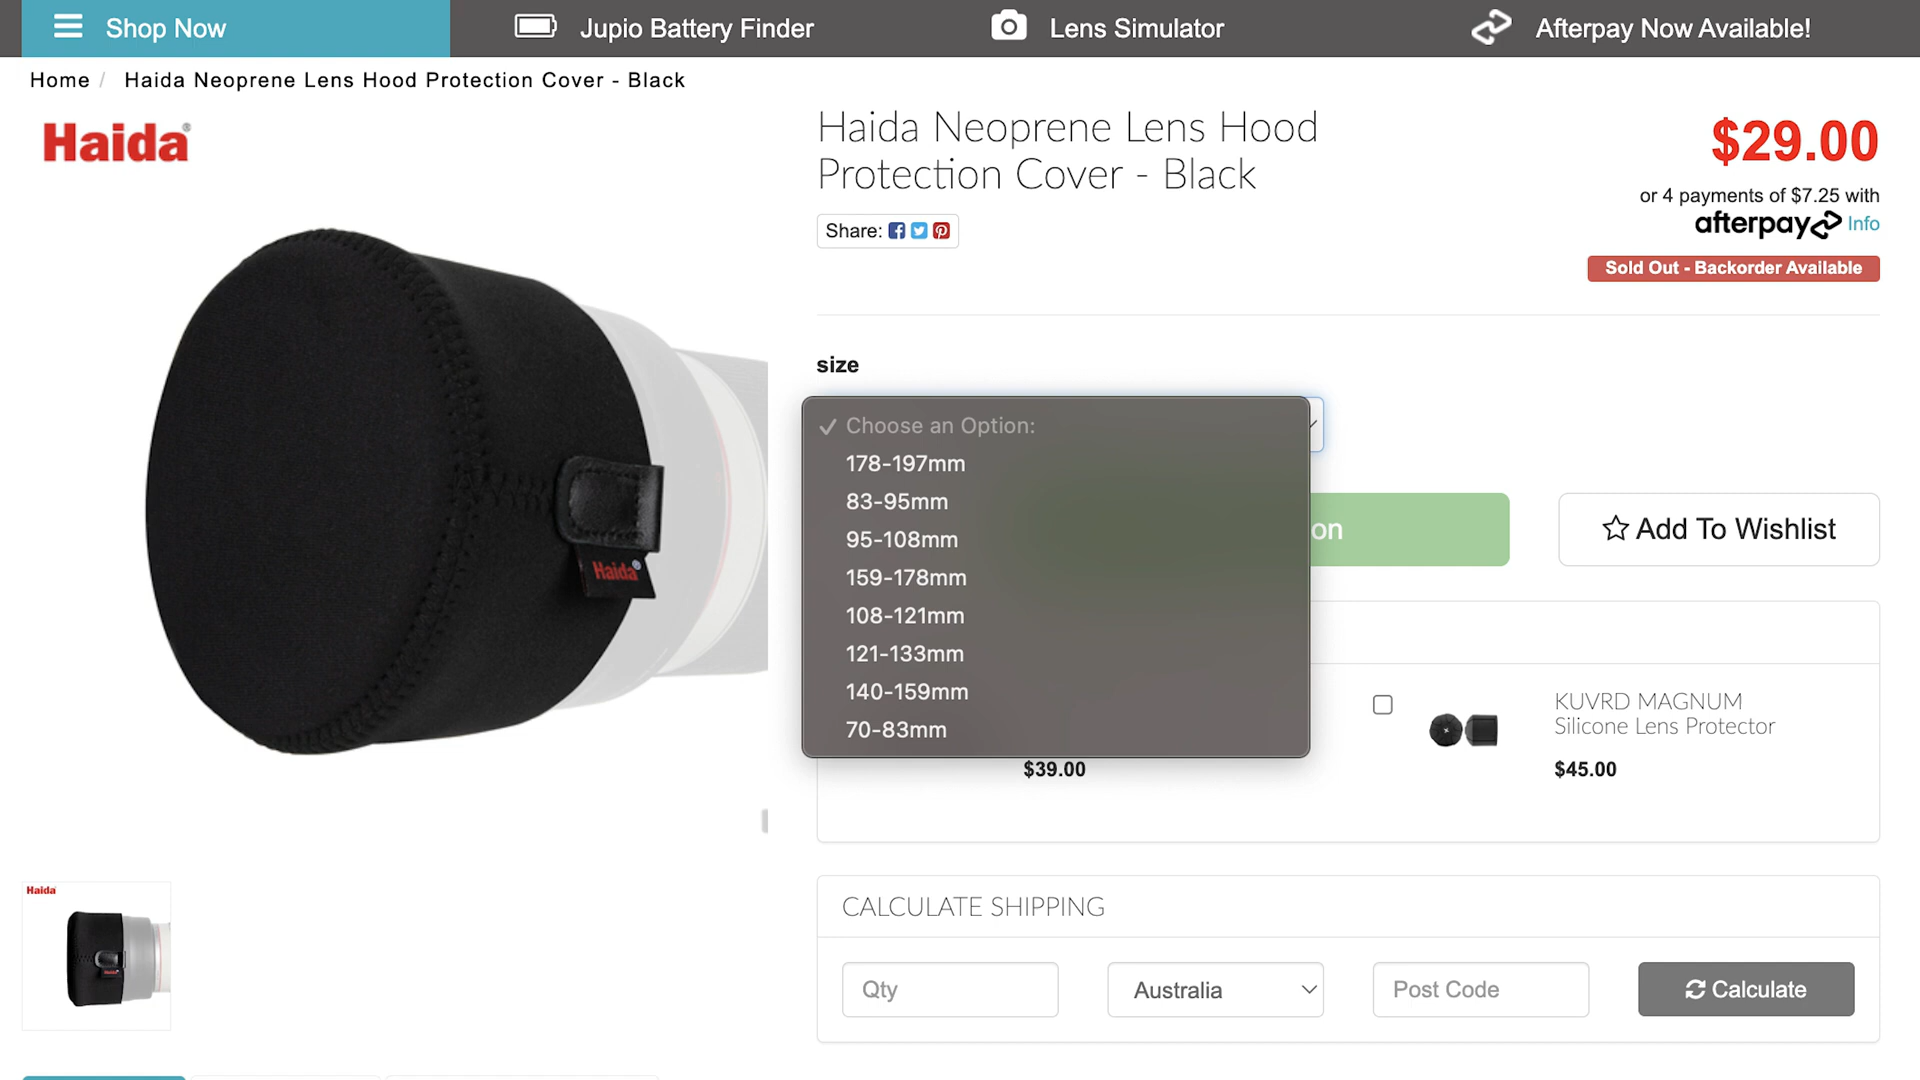 Shop Now
Jupio Battery Finder
Lens Simulator
Afterpay Now Available!
Home / Haida Neoprene Lens Hood Protection Cover - Black
Haida®
Haida Neoprene Lens Hood
Protection Cover - Black
Share:
$29.00
or 4 payments of $7.25 with
afterpay Info
Sold Out - Backorder Available
size
✓ Choose an Option:
178-197mm
83-95mm
95-108mm
159-178mm
108-121mm
121-133mm
140-159mm
70-83mm
on
Add To Wishlist
Haida®
KUVRD MAGNUM
Silicone Lens Protector
$39.00
$45.00
Haida
CALCULATE SHIPPING
Qty
Australia
Post Code
Calculate